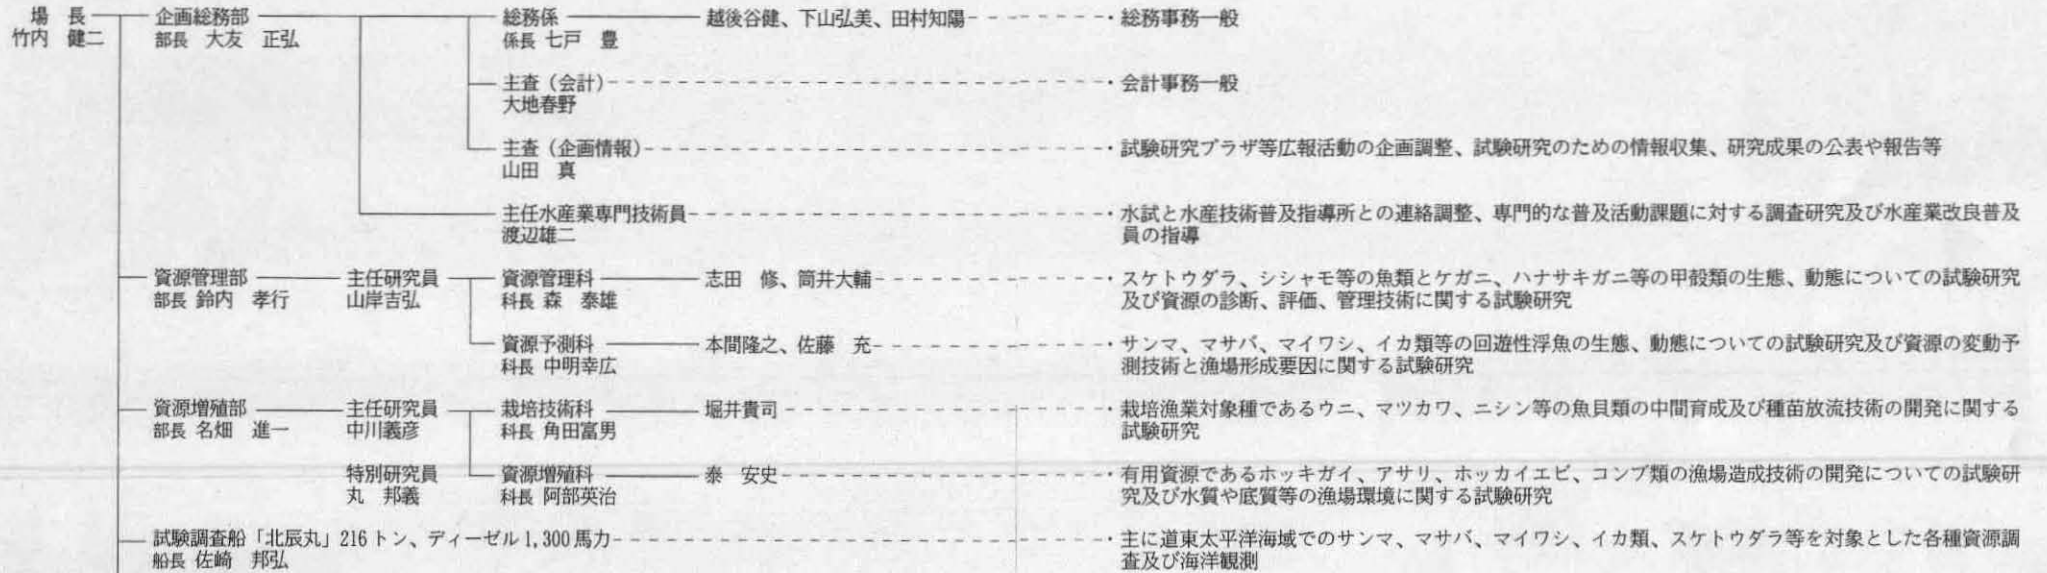 場　長　企画総務部　総務係　越後谷健、下山弘美、田村知陽　・総務事務一般
竹内　健二　部長　大友　正弘　係長　七戸　豊
主査（会計）　・会計事務一般
大地春野
主査（企画情報）　・試験研究プラザ等広報活動の企画調整、試験研究のための情報収集、研究成果の公表や報告等
山田　真
主任水産業専門技術員　・水試と水産技術普及指導所との連絡調整、専門的な普及活動課題に対する調査研究及び水産業改良普及
渡辺雄二　員の指導
資源管理部　主任研究員　資源管理科　志田　修、筒井大輔　・スケトウダラ、シシャモ等の魚類とケガニ、ハナサキガニ等の甲殻類の生態、動態についての試験研究
部長　鈴内　孝行　山岸吉弘　科長　森　泰雄　及び資源の診断、評価、管理技術に関する試験研究
資源予測科　本間隆之、佐藤　充　・サンマ、マサバ、マイワシ、イカ類等の回遊性浮魚の生態、動態についての試験研究及び資源の変動予
科長　中明幸広　測技術と漁場形成要因に関する試験研究
資源増殖部　主任研究員　栽培技術科　堀井貴司　・栽培漁業対象種であるウニ、マツカワ、ニシン等の魚貝類の中間育成及び種苗放流技術の開発に関する
部長　名畑　進一　中川義彦　科長　角田富男　試験研究
特別研究員　資源増殖科　泰　安史　・有用資源であるホッキガイ、アサリ、ホッカイエビ、コンブ類の漁場造成技術の開発についての試験研
丸　邦義　科長　阿部英治　究及び水質や底質等の漁場環境に関する試験研究
試験調査船「北辰丸」216トン、ディーゼル1,300馬力　・主に道東太平洋海域でのサンマ、マサバ、マイワシ、イカ類、スケトウダラ等を対象とした各種資源調
船長　佐崎　邦弘　査及び海洋観測